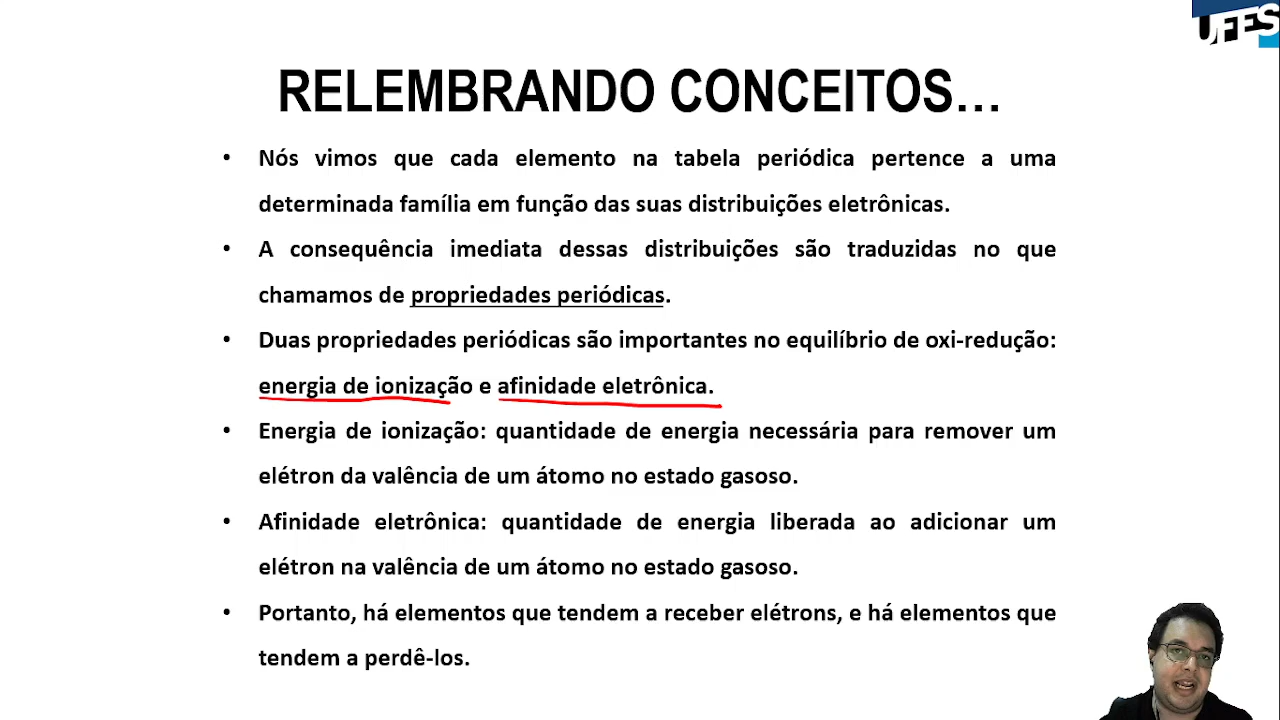 UFES
RELEMBRANDO CONCEITOS...
• Nós vimos que cada elemento na tabela periódica pertence a uma
determinada família em função das suas distribuições eletrônicas.
• A consequência imediata dessas distribuições são traduzidas no que
chamamos de propriedades periódicas.
• Duas propriedades periódicas são importantes no equilíbrio de oxi-redução:
energia de ionização e afinidade eletrônica.
• Energia de ionização: quantidade de energia necessária para remover um
elétron da valência de um átomo no estado gasoso.
• Afinidade eletrônica: quantidade de energia liberada ao adicionar um
elétron na valência de um átomo no estado gasoso.
• Portanto, há elementos que tendem a receber elétrons, e há elementos que
tendem a perdê-los.